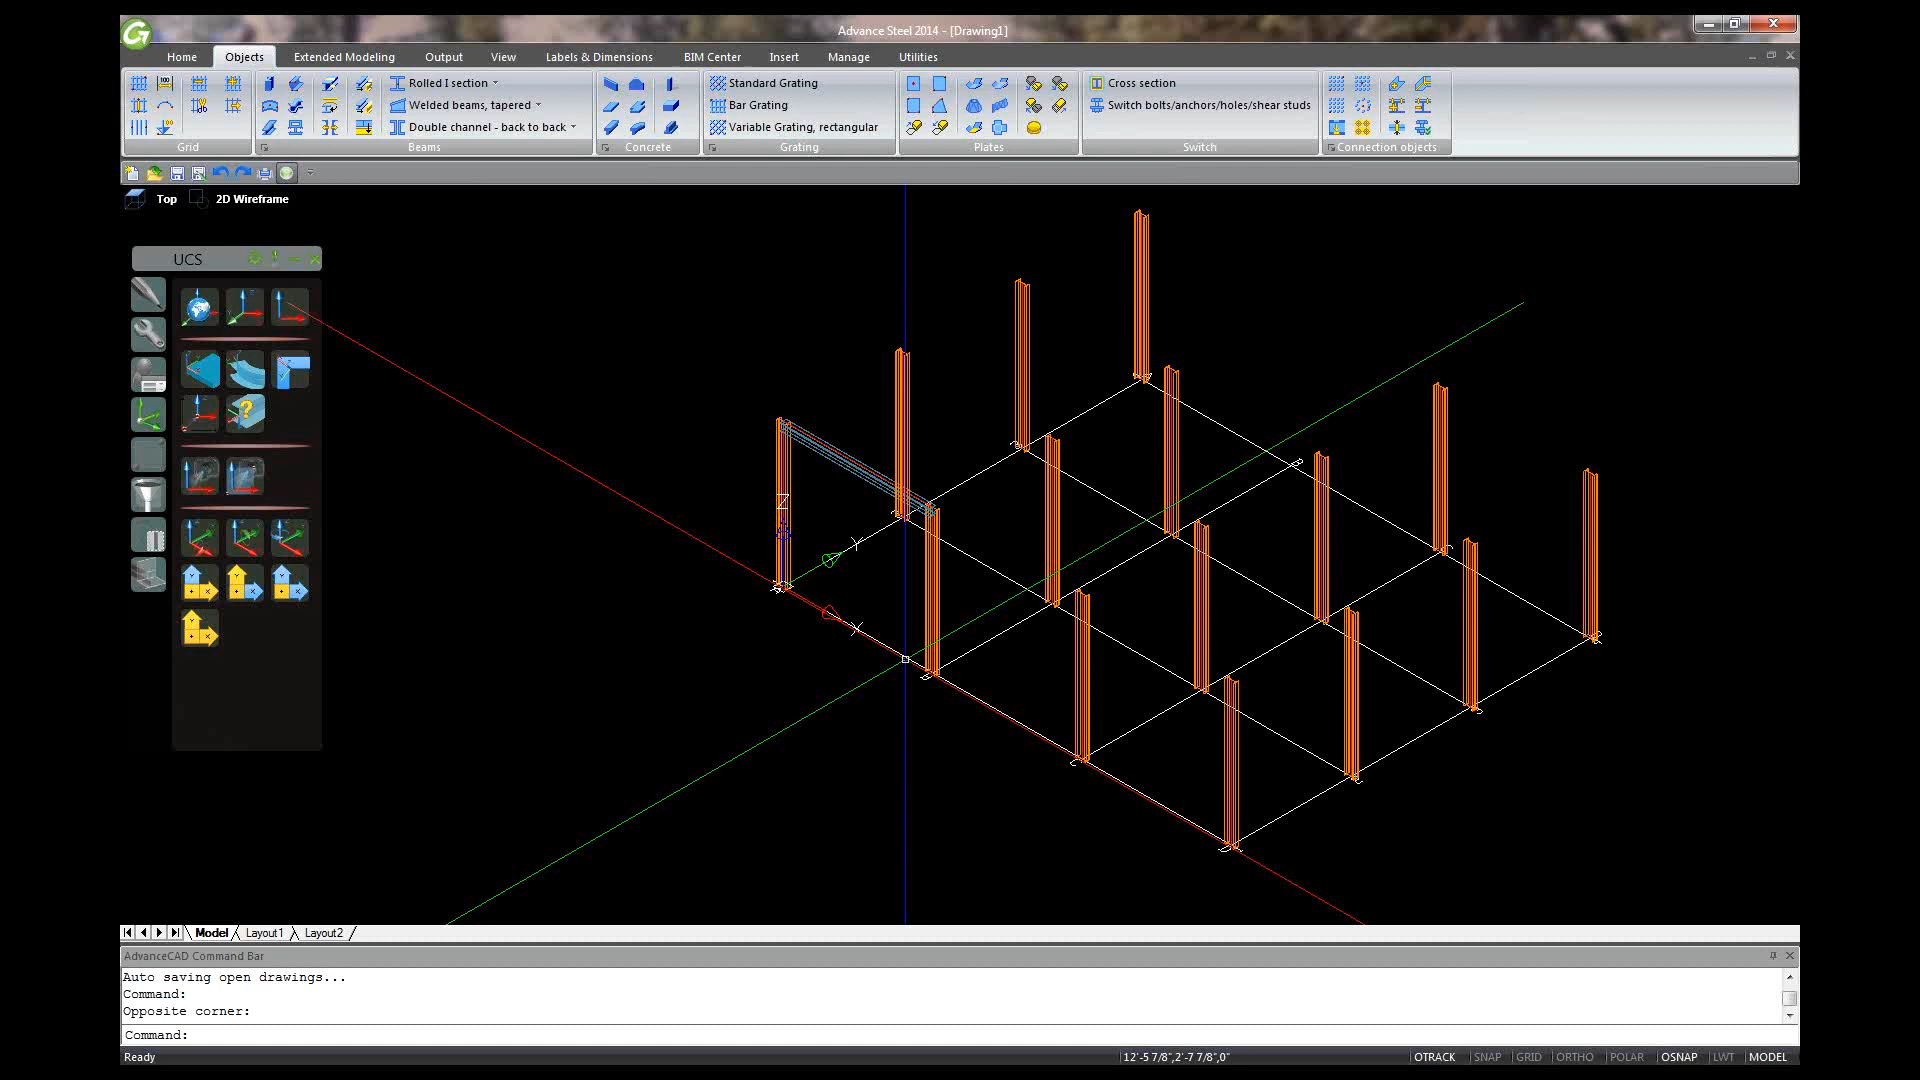 Advance Steel 2014 - [Drawing1]
Home Objects Extended Modeling Output View Labels & Dimensions BIM Center Insert Manage Utilities
Rolled I section Standard Grating Cross section
Welded beams, tapered Bar Grating Switch bolts/anchors/holes/shear studs
Double channel - back to back Variable Grating, rectangular
Grid Beams Concrete Grating Plates Switch Connection objects
Top 2D Wireframe
UCS
Z
Y
X
B
Model Layout1 Layout2
AdvanceCAD Command Bar
Auto saving open drawings...
Command:
Opposite corner:
Command:
Ready 12'-5 7/8",2'-7 7/8",0" OTRACK SNAP GRID ORTHO POLAR OSNAP LWT MODEL